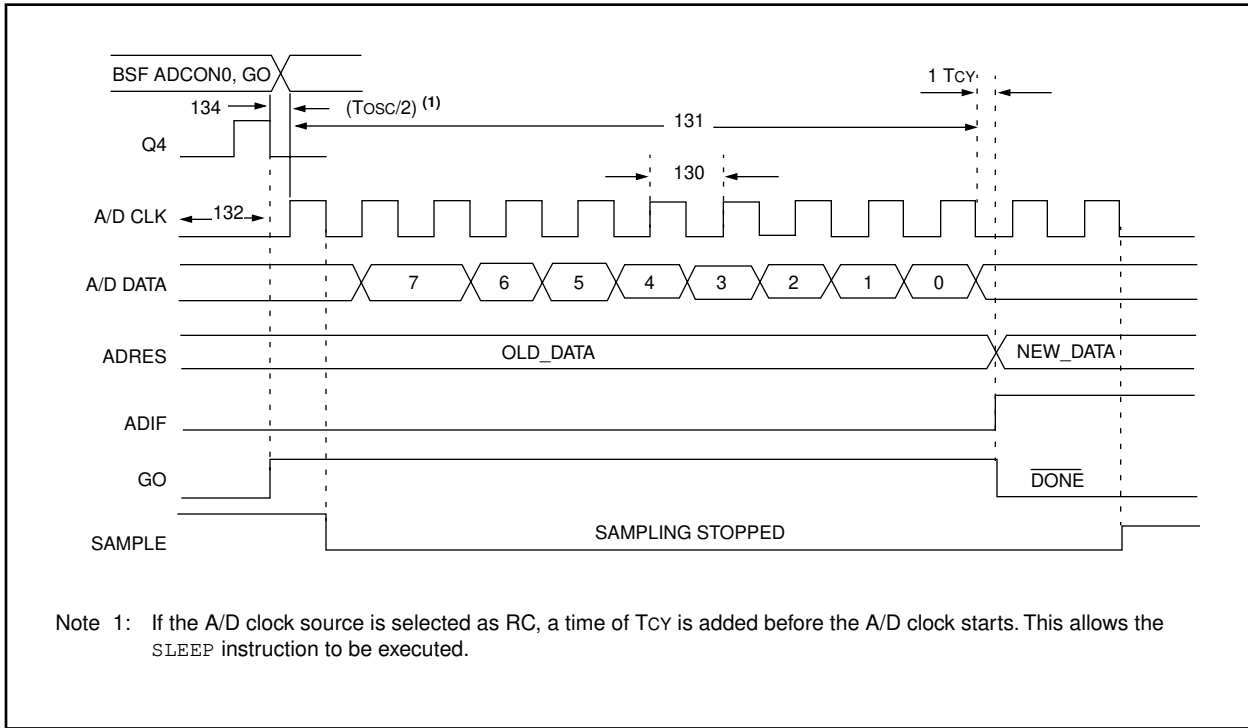 BSF ADCON0, GO
1 TCY
134 (TOSC/2) (1)
131
Q4
130
A/D CLK 132
A/D DATA 7 6 5 4 3 2 1 0
ADRES OLD_DATA NEW_DATA
ADIF
GO DONE
SAMPLE SAMPLING STOPPED
Note 1: If the A/D clock source is selected as RC, a time of TCY is added before the A/D clock starts. This allows the
SLEEP instruction to be executed.